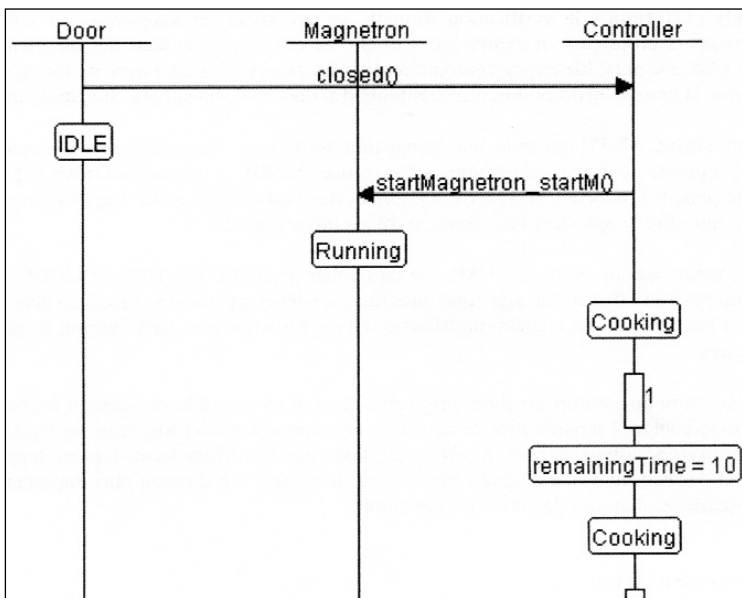 Door Magnetron Controller
closed()
IDLE
startMagnetron_startM()
Running
Cooking
1
remainingTime = 10
Cooking